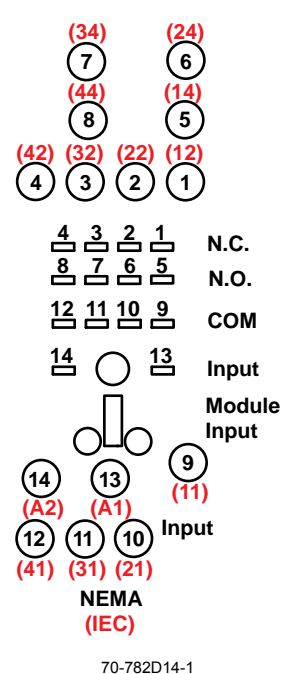 (34) (24)
7 6
(44) (14)
8 5
(42) (32) (22) (12)
4 3 2 1
4 3 2 1 N.C.
8 7 6 5 N.O.
12 11 10 9 COM
14 13 Input
Module
Input
9
14 13 (11)
(A2) (A1)
Input
12 11 10
(41) (31) (21)
NEMA
(IEC)
70-782D14-1